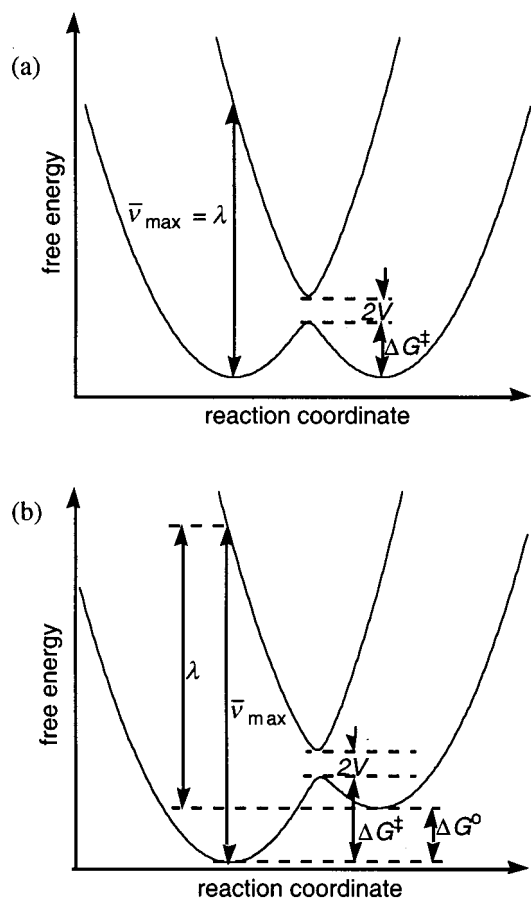 (a)
free energy
ν̄max = λ
2V
ΔG‡
reaction coordinate
(b)
free energy
λ
ν̄max
2V
ΔG‡
ΔG°
reaction coordinate